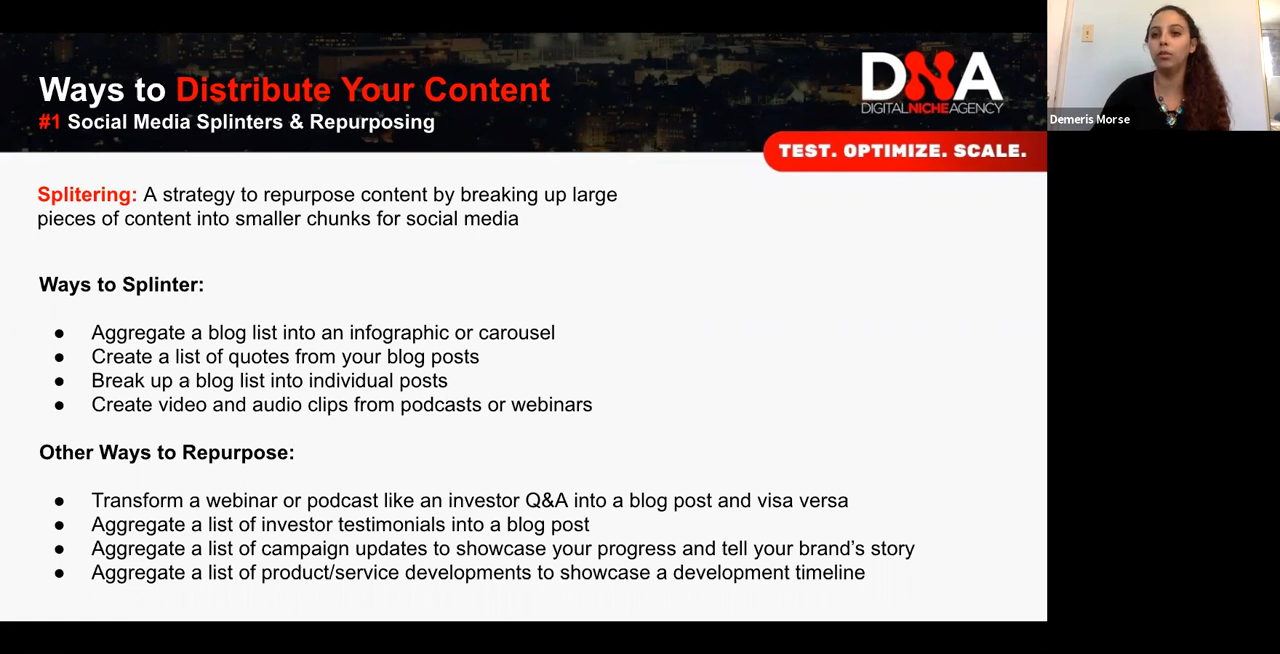 Ways to Distribute Your Content
#1 Social Media Splinters & Repurposing
DNA
DIGITALNICHEAGENCY
TEST. OPTIMIZE. SCALE.
Demeris Morse
Splitering: A strategy to repurpose content by breaking up large
pieces of content into smaller chunks for social media
Ways to Splinter:
● Aggregate a blog list into an infographic or carousel
● Create a list of quotes from your blog posts
● Break up a blog list into individual posts
● Create video and audio clips from podcasts or webinars
Other Ways to Repurpose:
● Transform a webinar or podcast like an investor Q&A into a blog post and visa versa
● Aggregate a list of investor testimonials into a blog post
● Aggregate a list of campaign updates to showcase your progress and tell your brand’s story
● Aggregate a list of product/service developments to showcase a development timeline